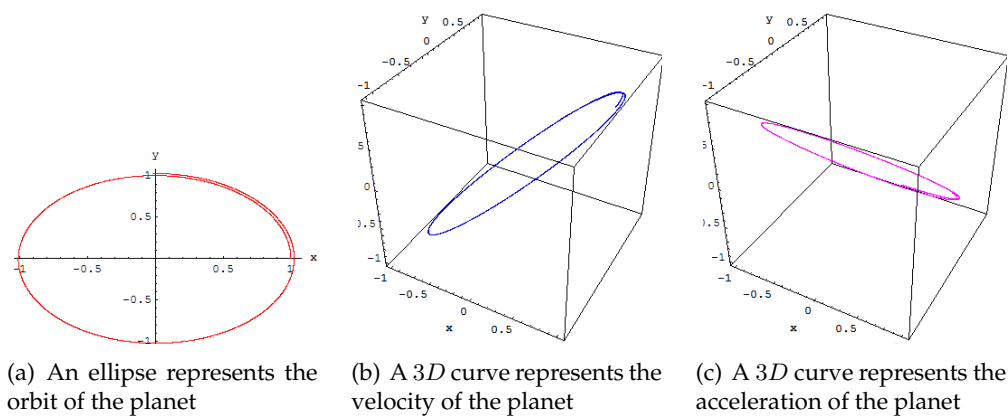 y
1
0.5
-1
-0.5
0.5
1
x
-0.5
-1
(a) An ellipse represents the
orbit of the planet
y
0.5
0
-0.5
-1
5
0
.5
-1
-1
-0.5
0
0.5
x
(b) A 3D curve represents the
velocity of the planet
y
0.5
0
-0.5
-1
5
0
.5
-1
-1
-0.5
0
0.5
x
(c) A 3D curve represents the
acceleration of the planet